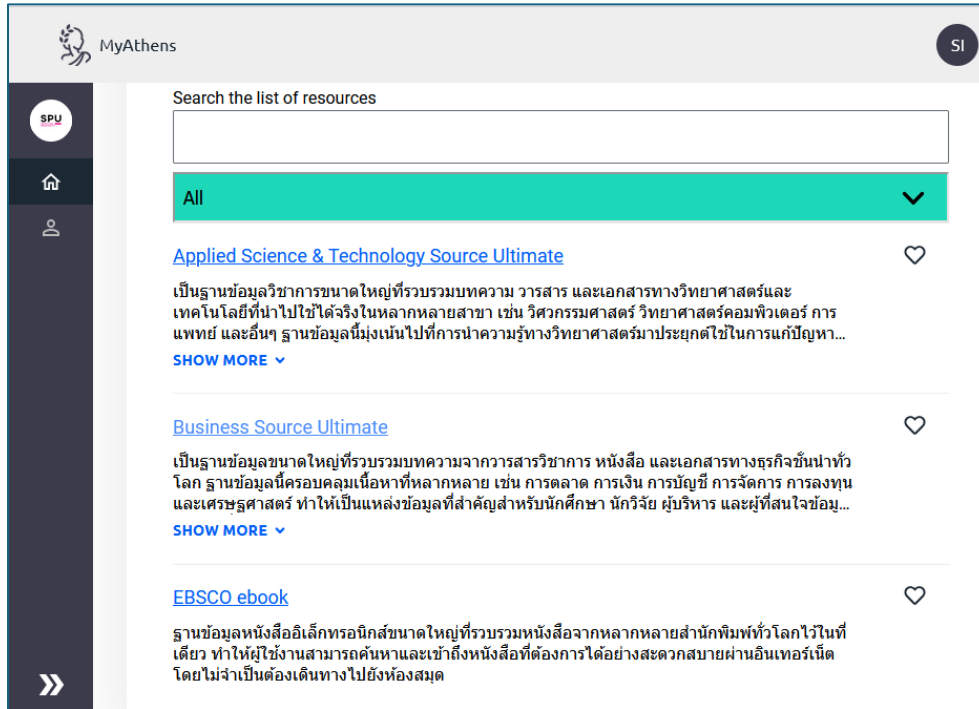 MyAthens
SI
SPU
Search the list of resources
All
Applied Science & Technology Source Ultimate
เป็นฐานข้อมูลวิชาการขนาดใหญ่ที่รวบรวมบทความ วารสาร และเอกสารทางวิทยาศาสตร์และ
เทคโนโลยีที่นำไปใช้ได้จริงในหลากหลายสาขา เช่น วิศวกรรมศาสตร์ วิทยาศาสตร์คอมพิวเตอร์ การ
แพทย์ และอื่นๆ ฐานข้อมูลนี้มุ่งเน้นไปที่การนำความรู้ทางวิทยาศาสตร์มาประยุกต์ใช้ในการแก้ปัญหา...
SHOW MORE
Business Source Ultimate
เป็นฐานข้อมูลขนาดใหญ่ที่รวบรวมบทความจากวารสารวิชาการ หนังสือ และเอกสารทางธุรกิจชั้นนำทั่ว
โลก ฐานข้อมูลนี้ครอบคลุมเนื้อหาที่หลากหลาย เช่น การตลาด การเงิน การบัญชี การจัดการ การลงทุน
และเศรษฐศาสตร์ ทำให้เป็นแหล่งข้อมูลที่สำคัญสำหรับนักศึกษา นักวิจัย ผู้บริหาร และผู้ที่สนใจข้อมู...
SHOW MORE
EBSCO ebook
ฐานข้อมูลหนังสืออิเล็กทรอนิกส์ขนาดใหญ่ที่รวบรวมหนังสือจากหลากหลายสำนักพิมพ์ทั่วโลกไว้ในที่
เดียว ทำให้ผู้ใช้งานสามารถค้นหาและเข้าถึงหนังสือที่ต้องการได้อย่างสะดวกสบายผ่านอินเทอร์เน็ต
โดยไม่จำเป็นต้องเดินทางไปยังห้องสมุด